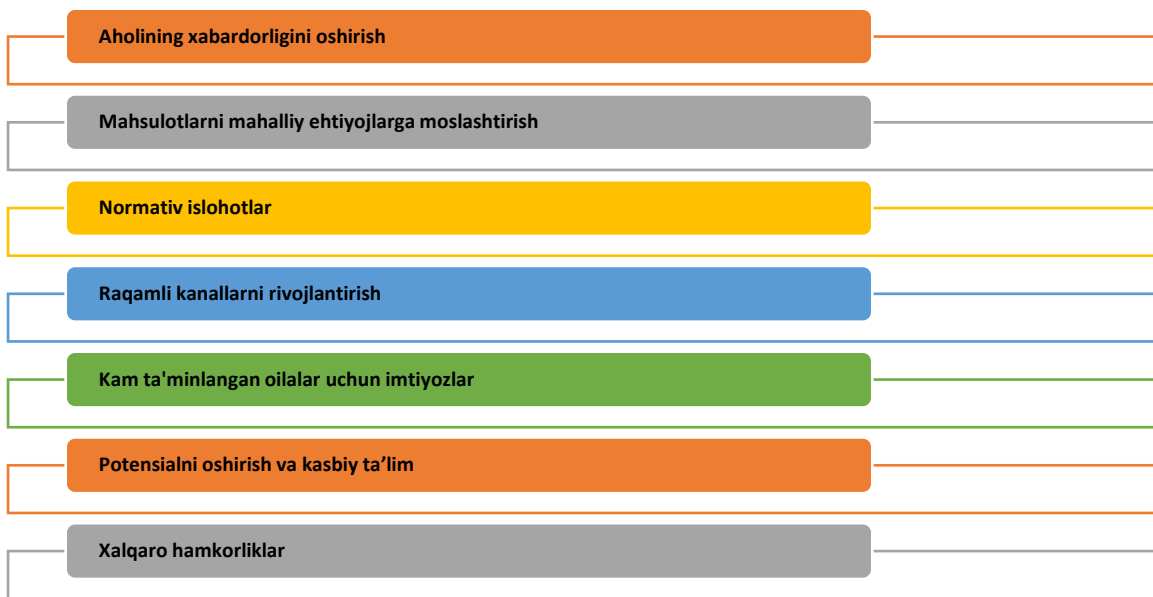 Aholining xabardorligini oshirish
Mahsulotlarni mahalliy ehtiyojlarga moslashtirish
Normativ islohotlar
Raqamli kanallarni rivojlantirish
Kam ta'minlangan oilalar uchun imtiyozlar
Potensialni oshirish va kasbiy ta’lim
Xalqaro hamkorliklar